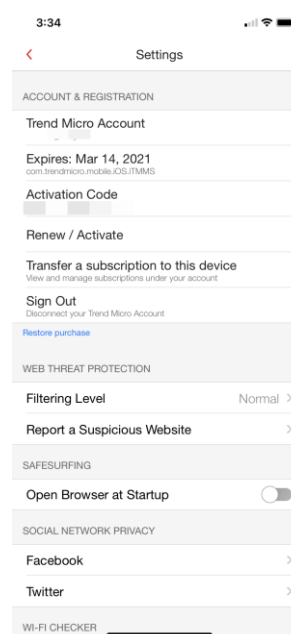 3:34
Settings
ACCOUNT & REGISTRATION
Trend Micro Account
Expires: Mar 14, 2021
com.trendmicro.mobile.iOS.iTMMS
Activation Code
Renew / Activate
Transfer a subscription to this device
View and manage subscriptions under your account
Sign Out
Disconnect your Trend Micro Account
Restore purchase
WEB THREAT PROTECTION
Filtering Level Normal
Report a Suspicious Website
SAFESURFING
Open Browser at Startup
SOCIAL NETWORK PRIVACY
Facebook
Twitter
WI-FI CHECKER